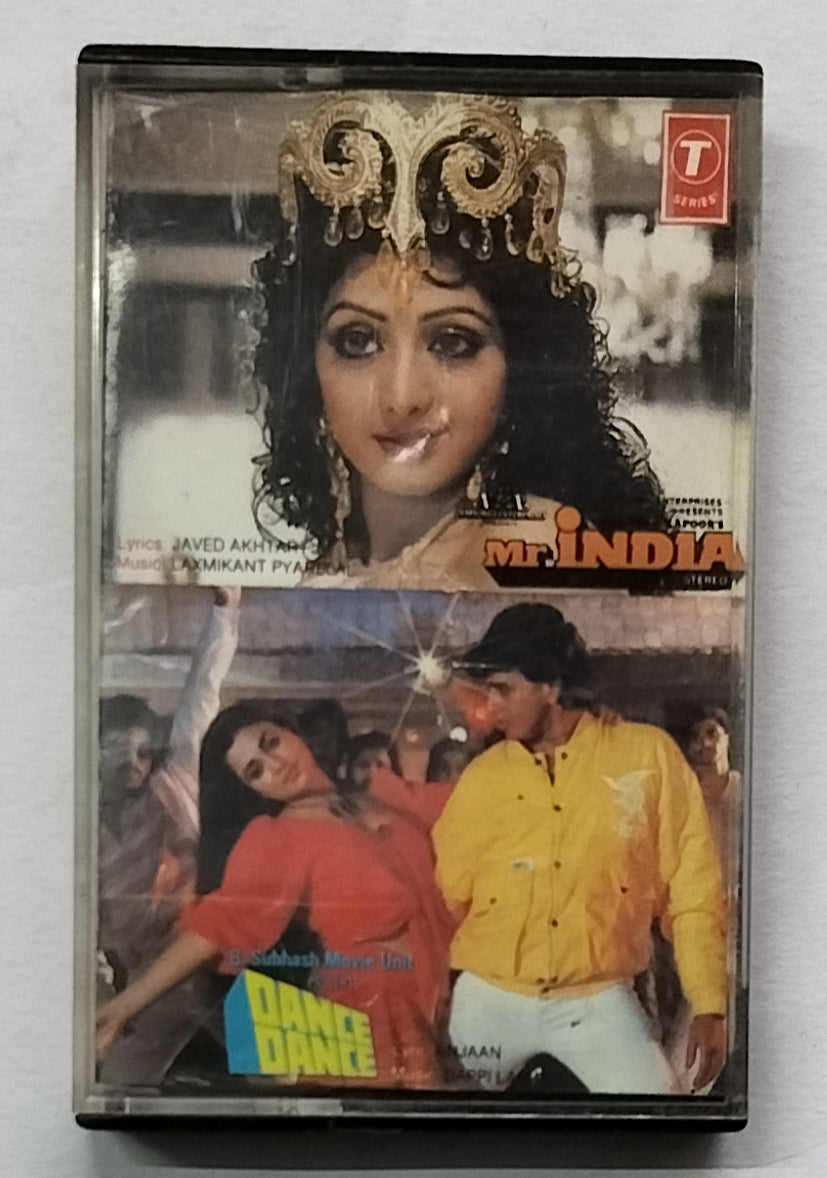 T
SERIES
ENTERPRISES
PRESENTS
KAPOOR'S
Lyrics: JAVED AKHTAR
Music: LAXMIKANT PYARELAL
Mr. INDIA
STEREO
B. Subhash Movie Unit
DANCE
DANCE
ANJAAN
BAPPI